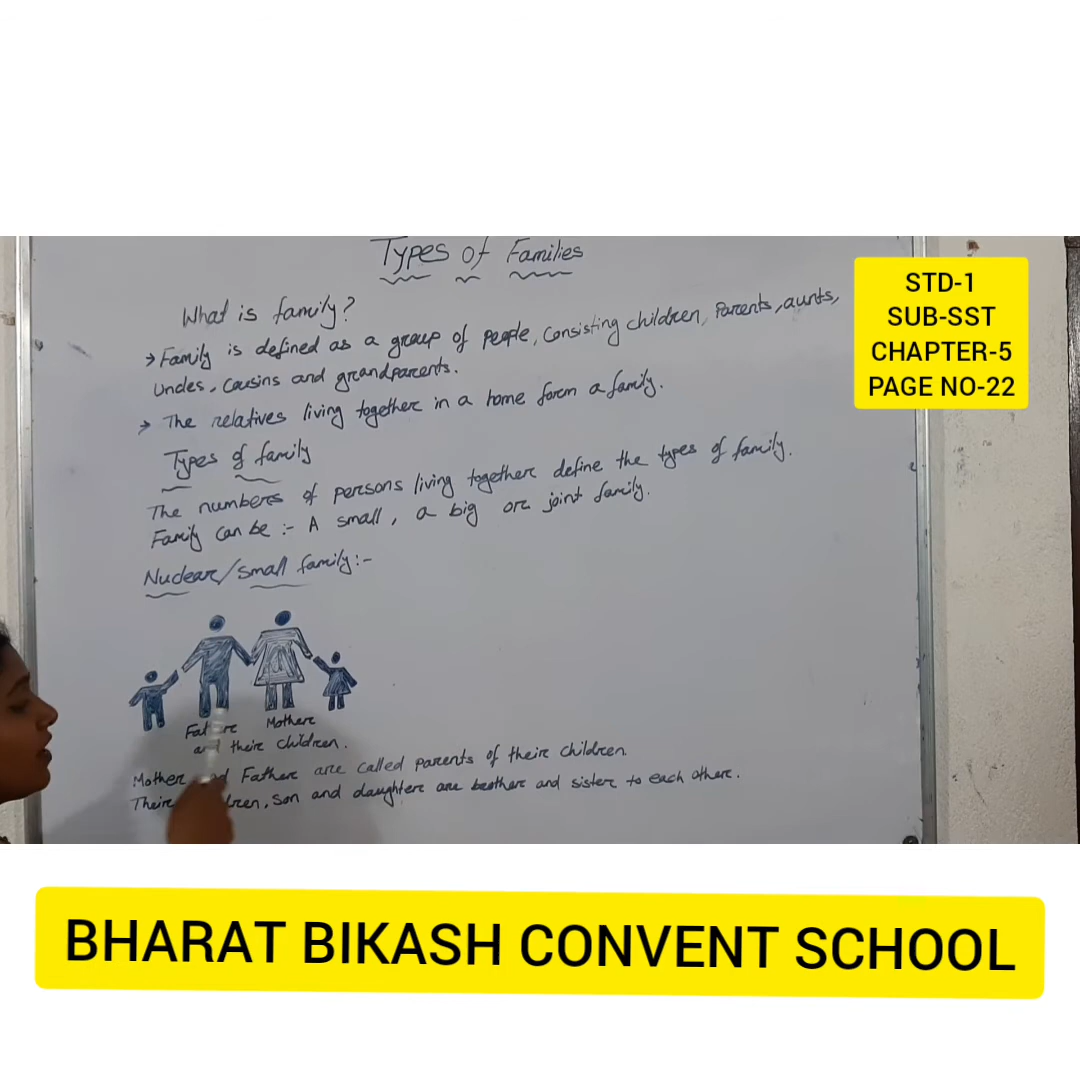 Types of Families
STD-1
SUB-SST
CHAPTER-5
PAGE NO-22
What is family?
→ Family is defined as a group of people, consisting children, Parents, aunts,
Uncles, cousins and grandparents.
→ The relatives living together in a home form a family.
Types of family
The numbers of persons living together define the types of family.
Family can be :- A small, a big or joint family.
Nuclear/small family:-
Mother
their children.
Mother Father are called parents of their children.
Their son and daughter are brother and sister to each other.
BHARAT BIKASH CONVENT SCHOOL